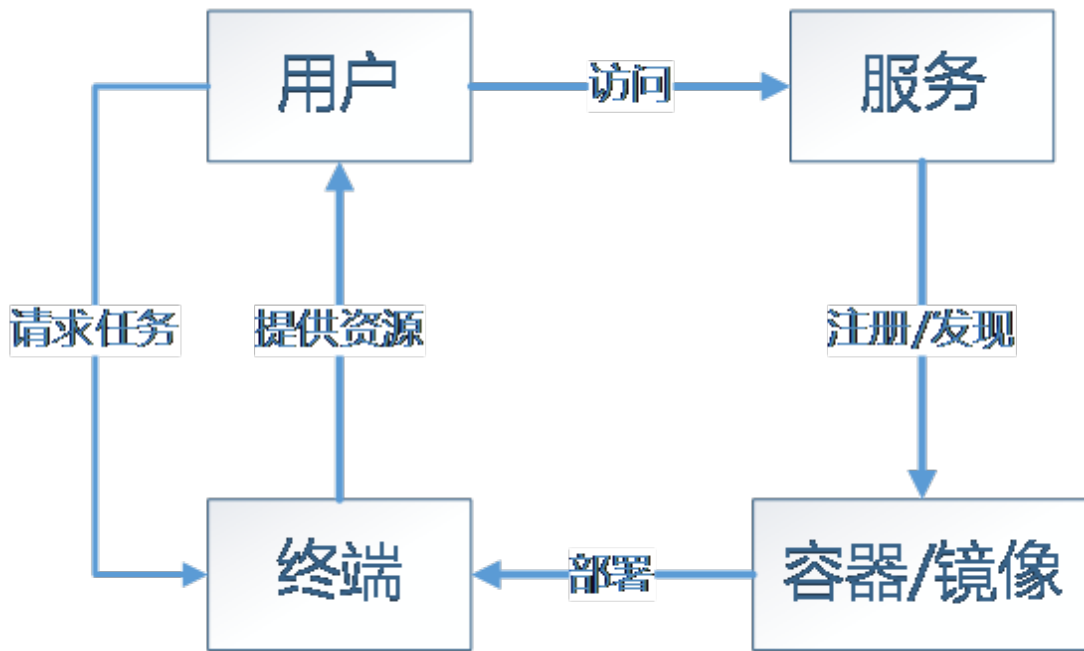 用户
访问
服务
请求任务
提供资源
注册/发现
终端
部署
容器/镜像